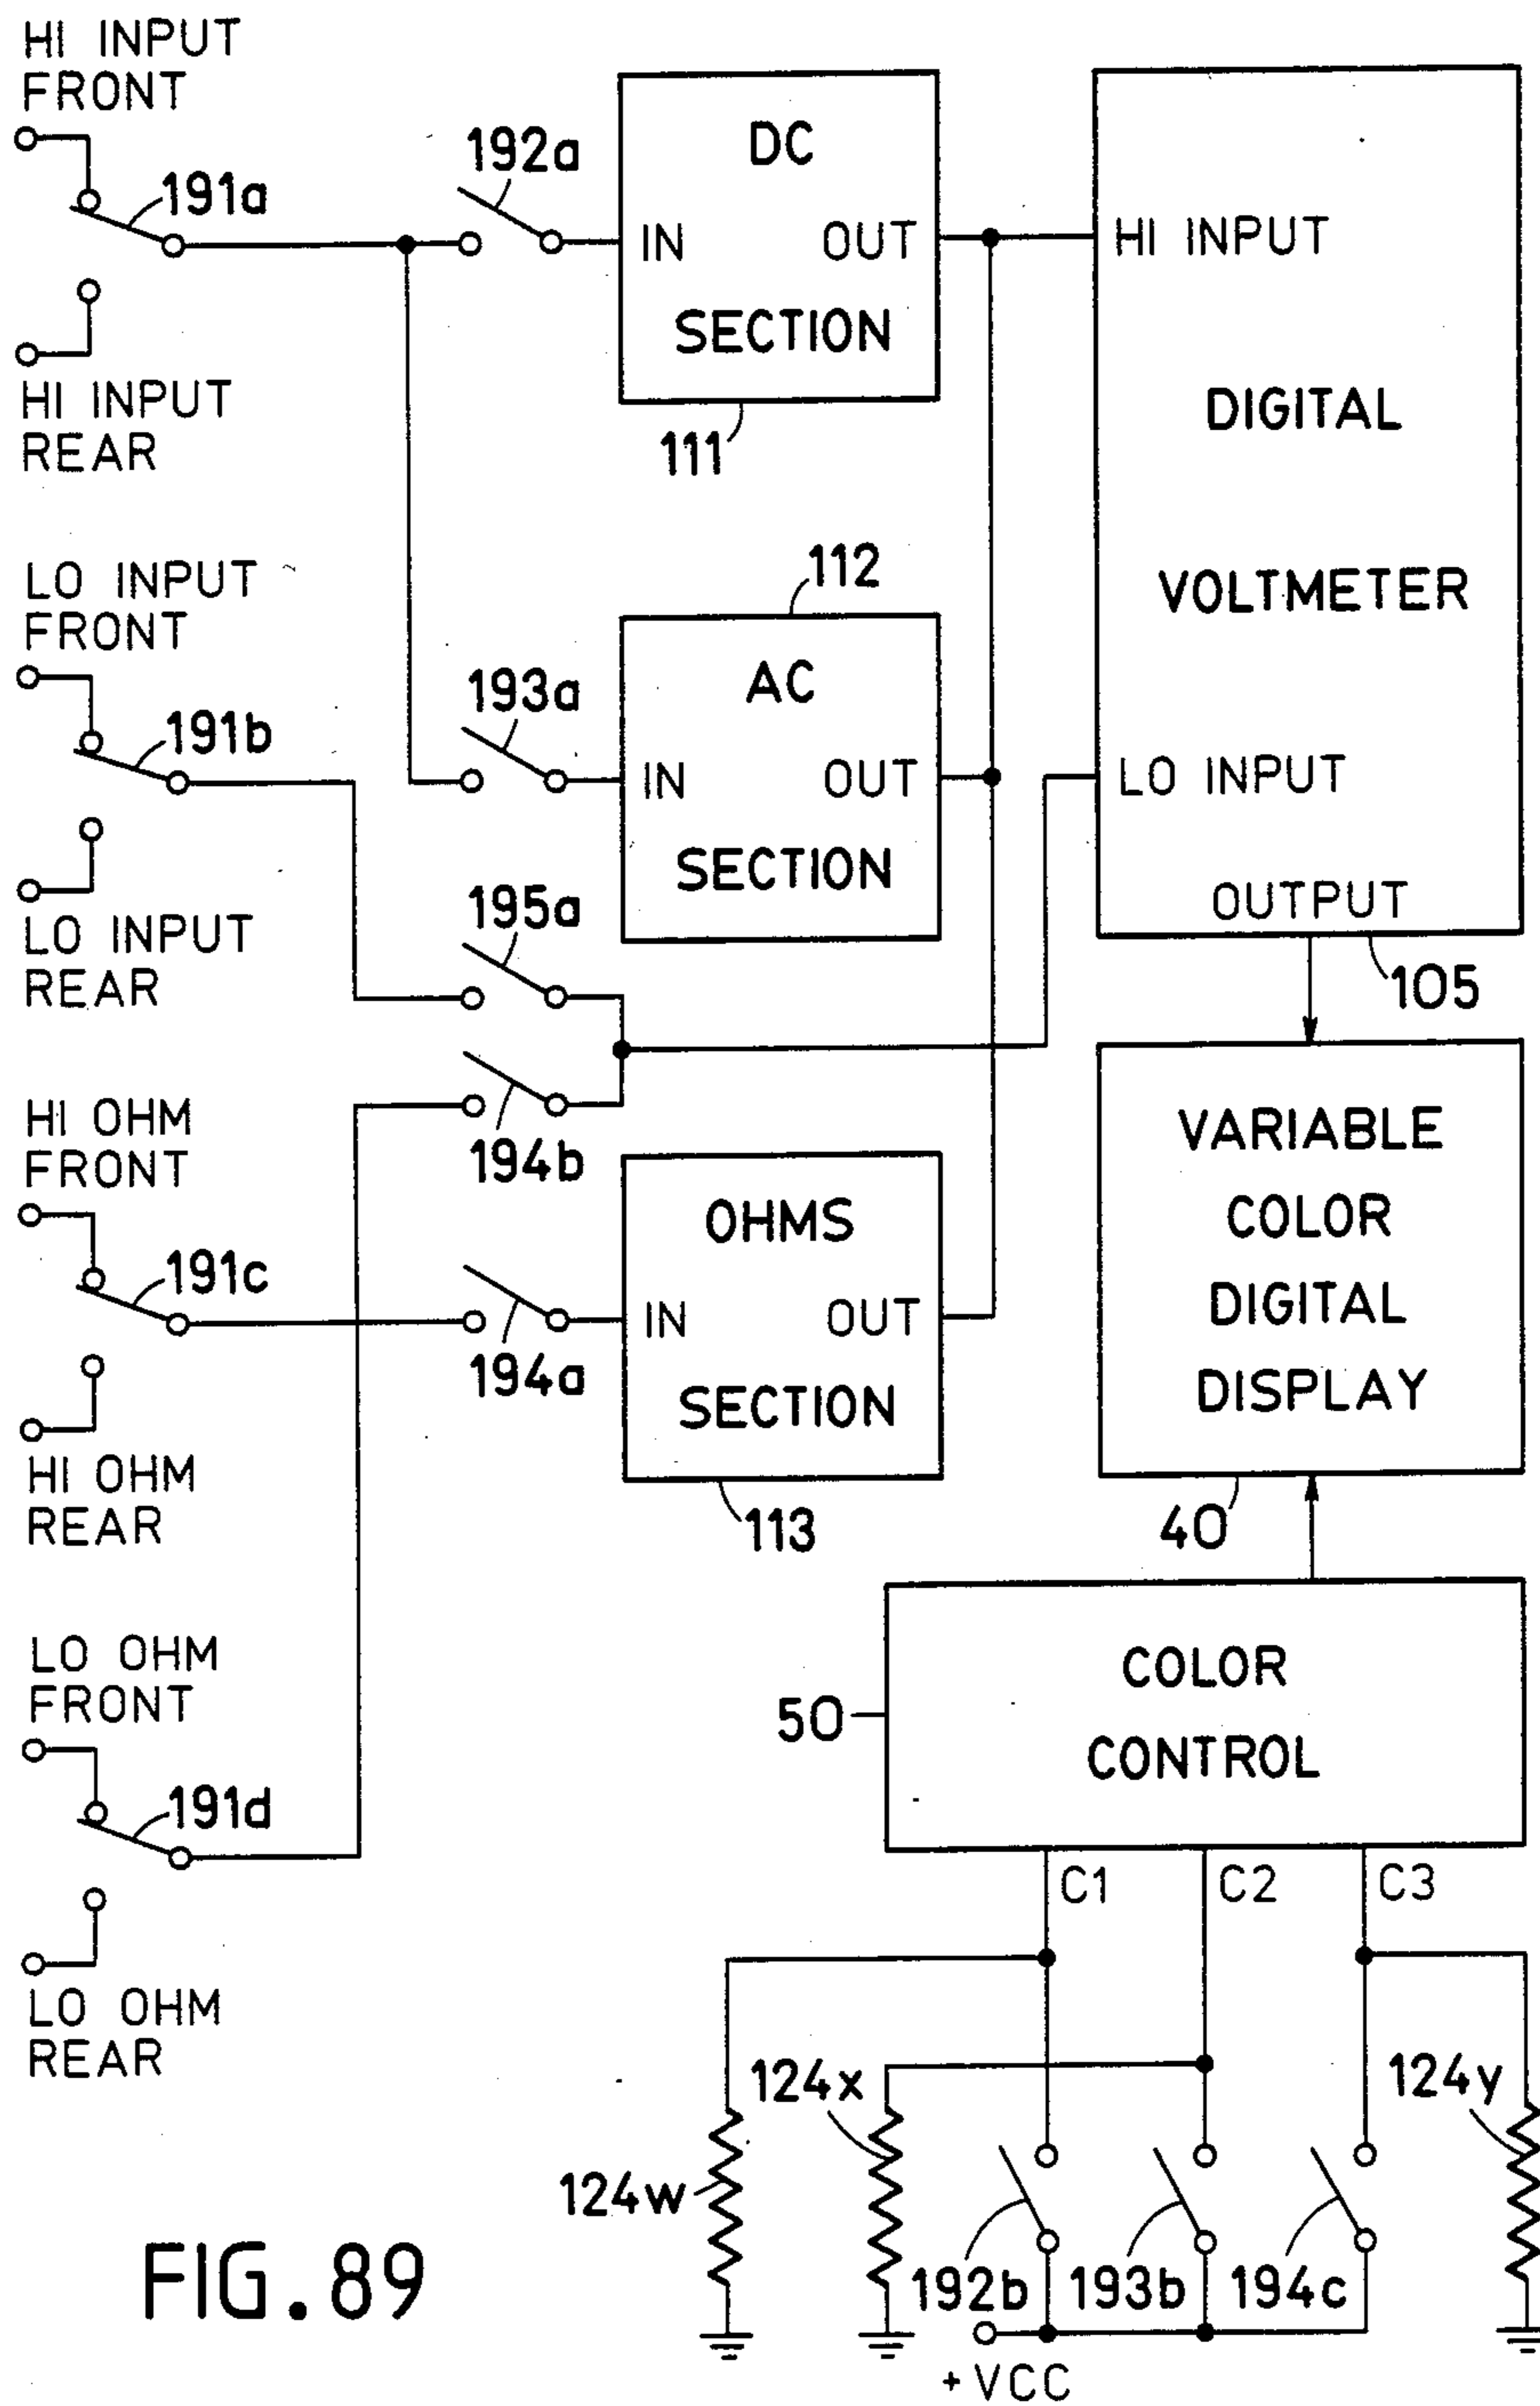 HI INPUT
FRONT
191a
HI INPUT
REAR
192a
DC
IN
OUT
SECTION
111
HI INPUT
DIGITAL
VOLTMETER
LO INPUT
OUTPUT
105
LO INPUT
FRONT
191b
LO INPUT
REAR
112
193a
AC
IN
OUT
SECTION
195a
194b
HI OHM
FRONT
191c
HI OHM
REAR
194a
OHMS
IN
OUT
SECTION
113
VARIABLE
COLOR
DIGITAL
DISPLAY
40
LO OHM
FRONT
191d
LO OHM
REAR
50
COLOR
CONTROL
C1
C2
C3
124w
124x
124y
192b
193b
194c
+VCC
FIG. 89